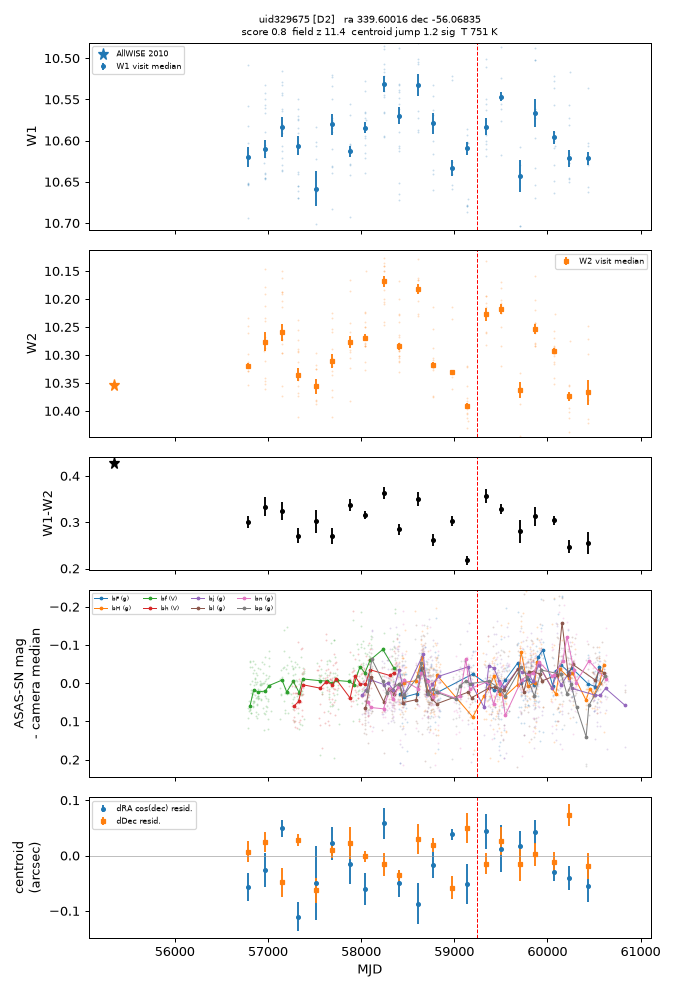 uid329675 [D2]   ra 339.60016 dec -56.06835
score 0.8  field z 11.4  centroid jump 1.2 sig  T 751 K
AllWISE 2010
W1 visit median
10.50
10.55
10.60
10.65
10.70
W1
W2 visit median
10.15
10.20
10.25
10.30
10.35
10.40
W2
0.4
0.3
0.2
W1-W2
bF (g)
bH (g)
bf (V)
bh (V)
bj (g)
bl (g)
bn (g)
bp (g)
−0.2
−0.1
0.0
0.1
0.2
ASAS-SN mag
- camera median
dRA cos(dec) resid.
dDec resid.
0.1
0.0
−0.1
centroid
(arcsec)
56000
57000
58000
59000
60000
61000
MJD